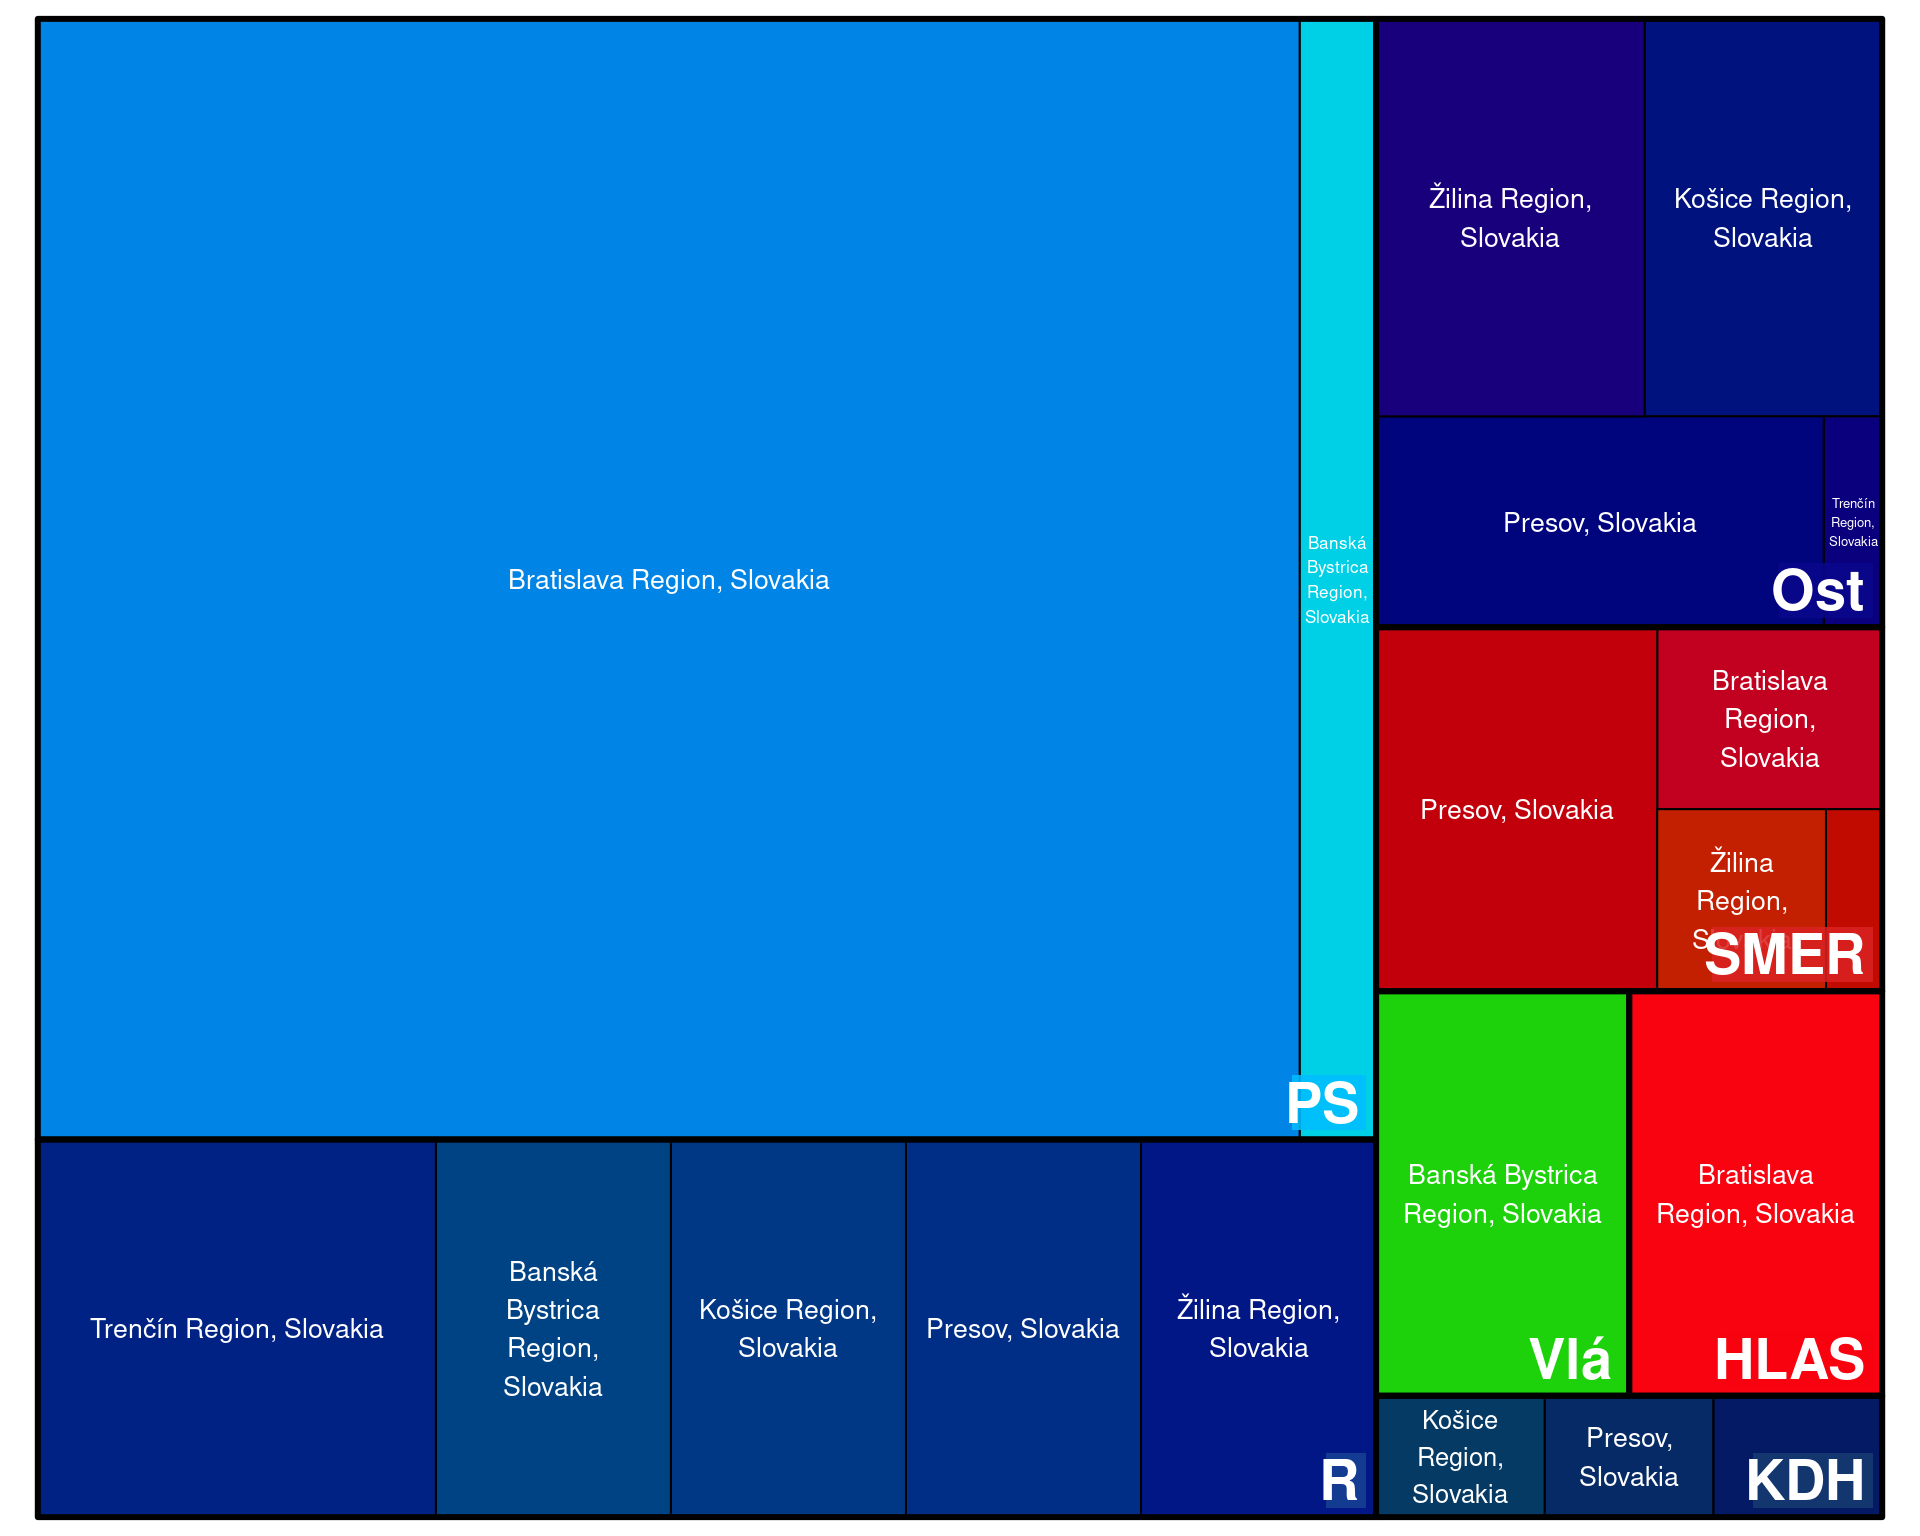 Bratislava Region, Slovakia
Banská
Bystrica
Region,
Slovakia
PS
Trenčín Region, Slovakia
Banská
Bystrica
Region,
Slovakia
Košice Region,
Slovakia
Presov, Slovakia
Žilina Region,
Slovakia
R
Žilina Region,
Slovakia
Košice Region,
Slovakia
Presov, Slovakia
Trenčín
Region,
Slovakia
Ost
Presov, Slovakia
Bratislava
Region,
Slovakia
Žilina
Region,
SMER
Banská Bystrica
Region, Slovakia
Vlá
Bratislava
Region, Slovakia
HLAS
Košice
Region,
Slovakia
Presov,
Slovakia
KDH